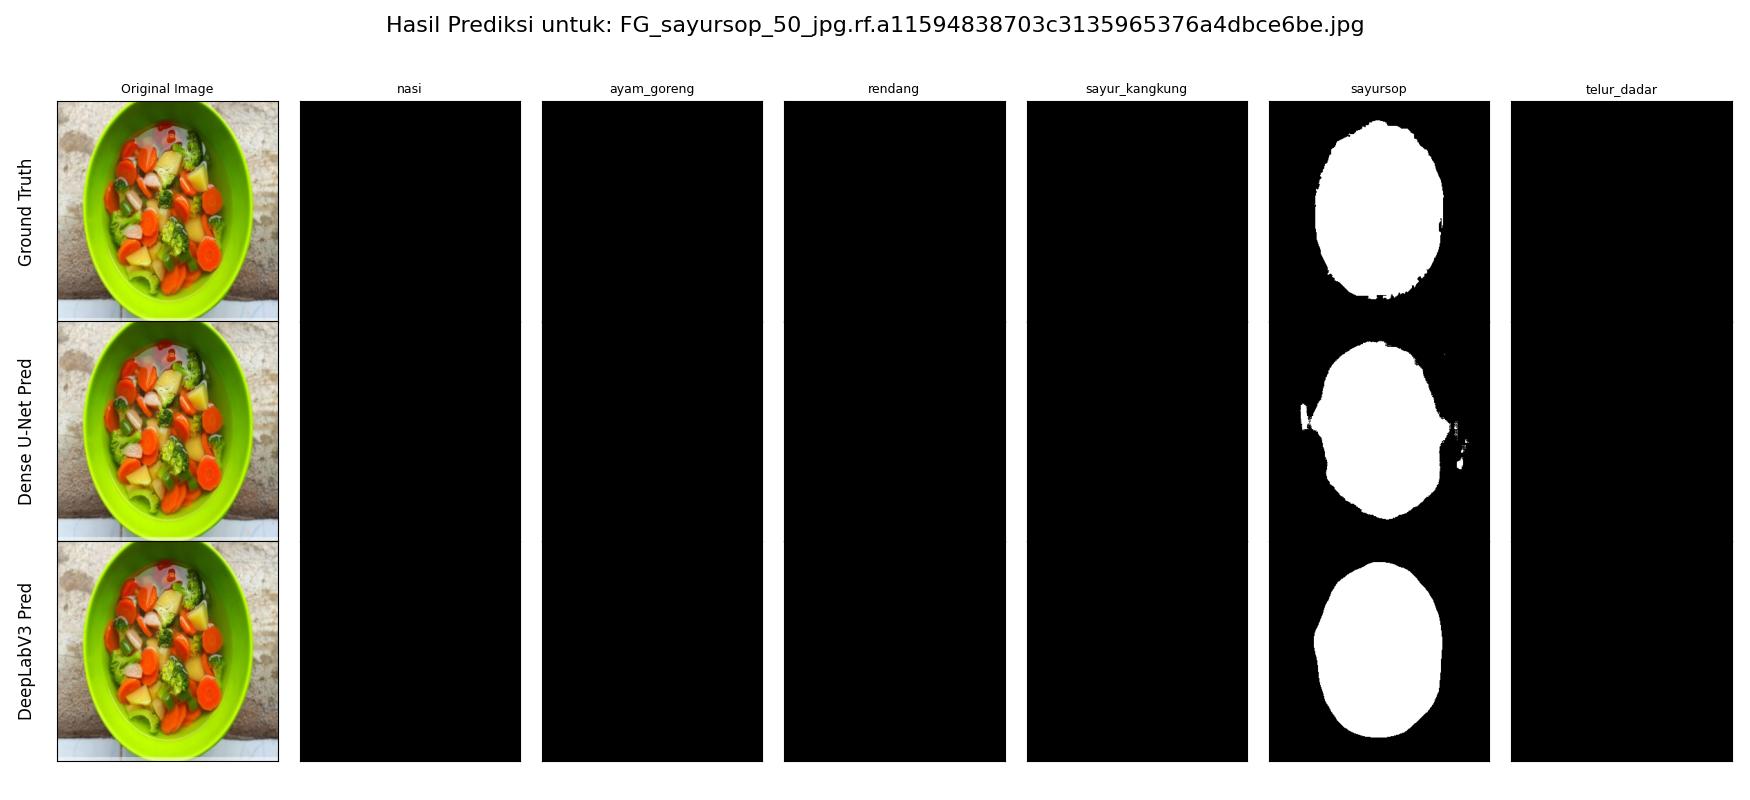 Hasil Prediksi untuk: FG_sayursop_50_jpg.rf.a11594838703c3135965376a4dbce6be.jpg
Original Image nasi ayam_goreng rendang sayur_kangkung sayursop telur_dadar
Ground Truth
Dense U-Net Pred
DeepLabV3 Pred